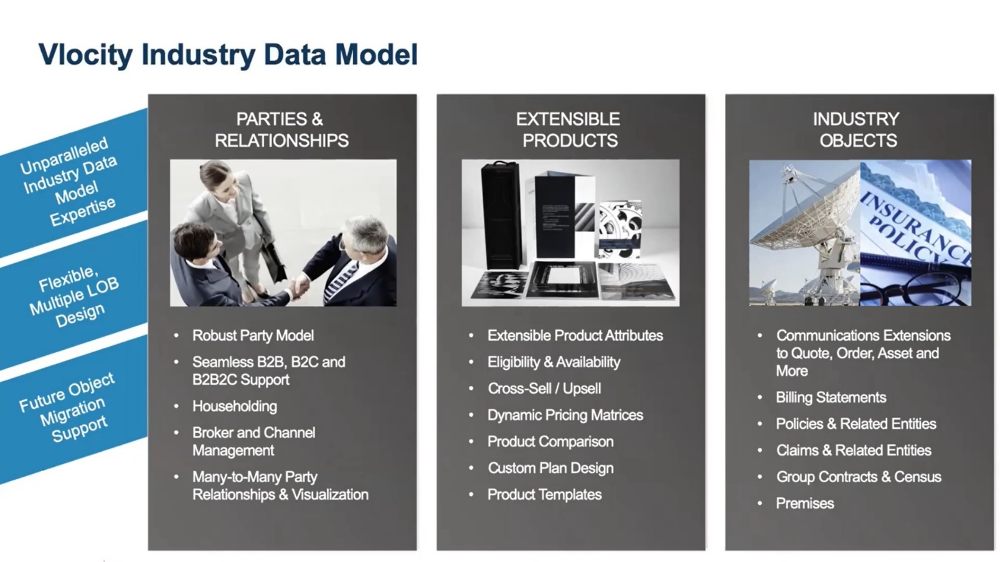 Vlocity Industry Data Model
Unparalleled
Industry Data
Model
Expertise
Flexible,
Multiple LOB
Design
Future Object
Migration
Support
PARTIES &
RELATIONSHIPS
• Robust Party Model
• Seamless B2B, B2C and
B2B2C Support
• Householding
• Broker and Channel
Management
• Many-to-Many Party
Relationships & Visualization
EXTENSIBLE
PRODUCTS
• Extensible Product Attributes
• Eligibility & Availability
• Cross-Sell / Upsell
• Dynamic Pricing Matrices
• Product Comparison
• Custom Plan Design
• Product Templates
INDUSTRY
OBJECTS
INSURANCE
POLICY
• Communications Extensions
to Quote, Order, Asset and
More
• Billing Statements
• Policies & Related Entities
• Claims & Related Entities
• Group Contracts & Census
• Premises